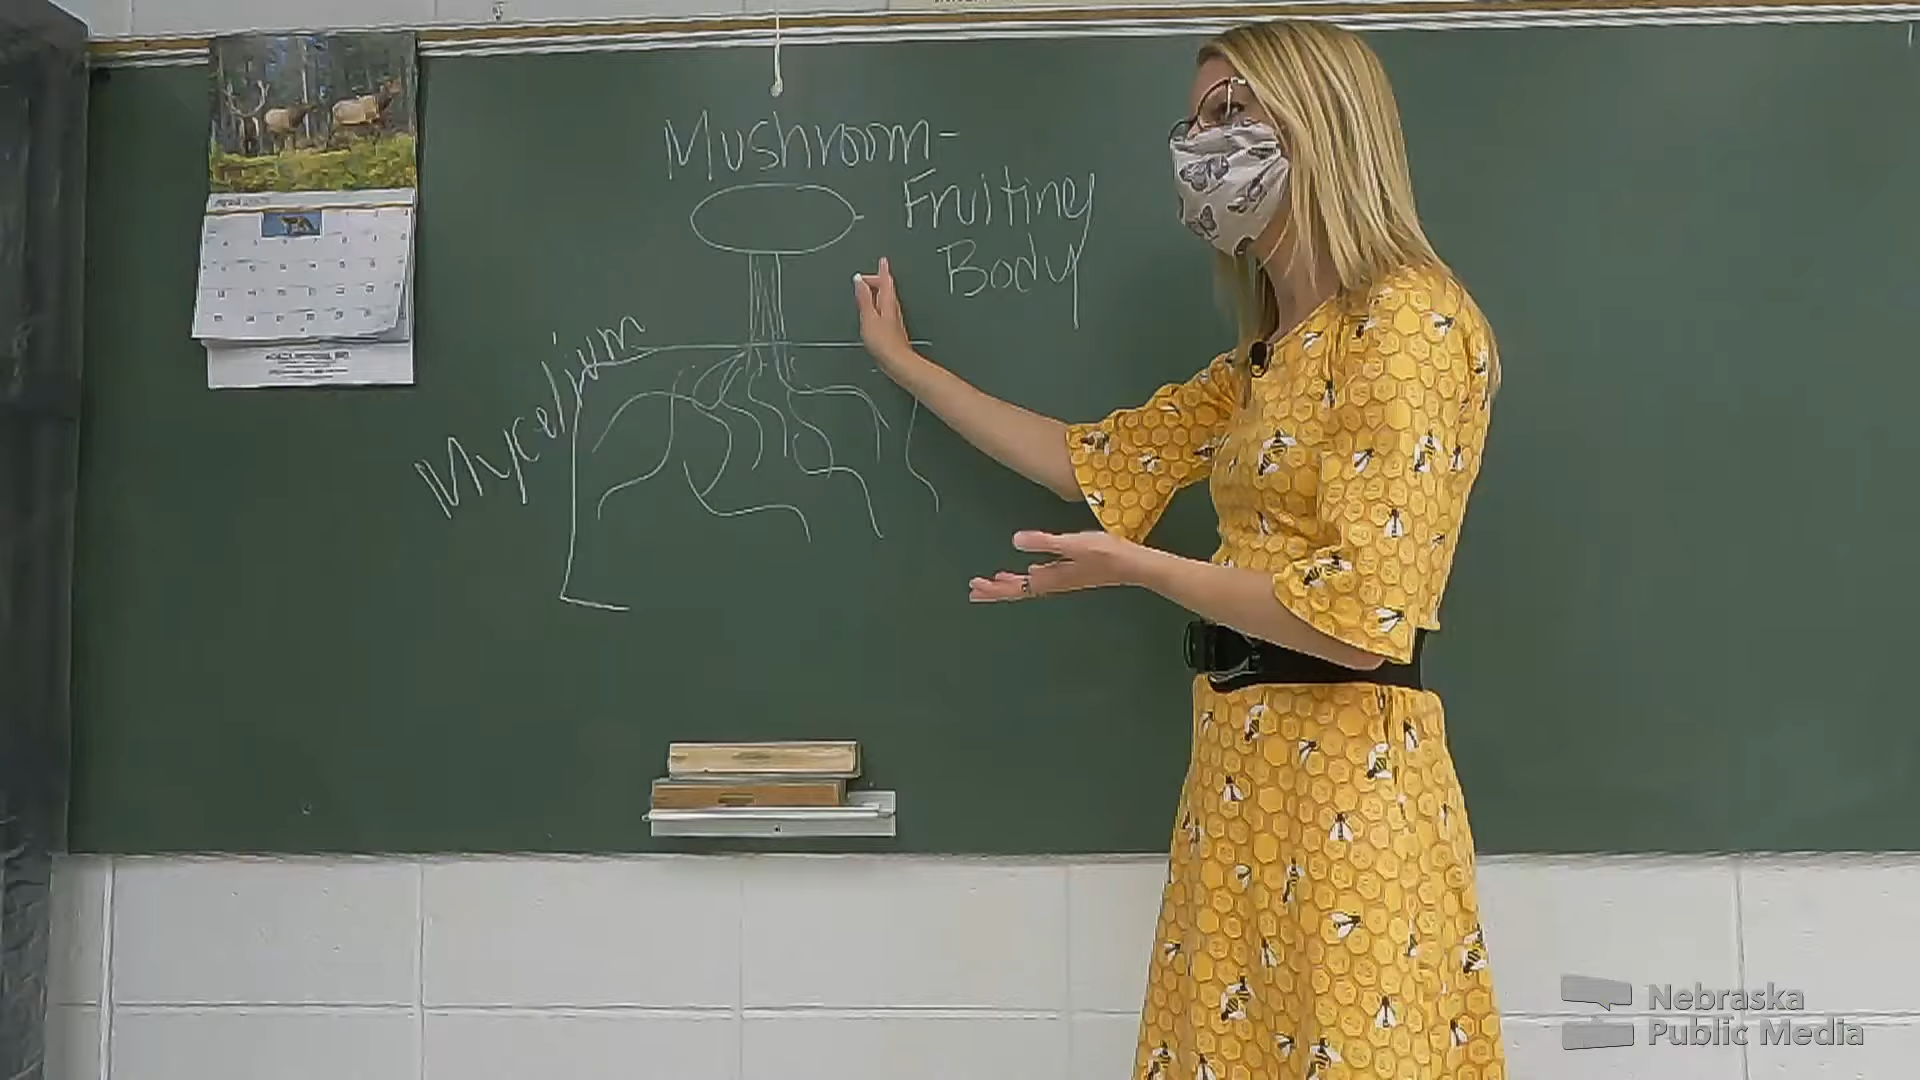 Mushroom-
Fruiting
Body
Mycelium
Nebraska
Public Media